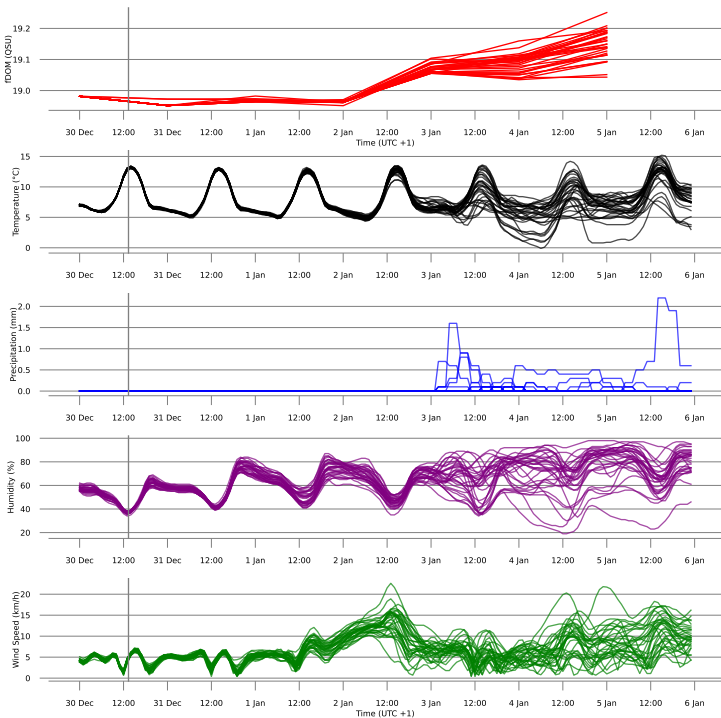 fDOM (QSU)
19.2
19.1
19.0
30 Dec 12:00 31 Dec 12:00 1 Jan 12:00 2 Jan 12:00 3 Jan 12:00 4 Jan 12:00 5 Jan 12:00 6 Jan
Time (UTC +1)
Temperature (°C)
15
10
5
0
30 Dec 12:00 31 Dec 12:00 1 Jan 12:00 2 Jan 12:00 3 Jan 12:00 4 Jan 12:00 5 Jan 12:00 6 Jan
Precipitation (mm)
2.0
1.5
1.0
0.5
0.0
30 Dec 12:00 31 Dec 12:00 1 Jan 12:00 2 Jan 12:00 3 Jan 12:00 4 Jan 12:00 5 Jan 12:00 6 Jan
Humidity (%)
100
80
60
40
20
30 Dec 12:00 31 Dec 12:00 1 Jan 12:00 2 Jan 12:00 3 Jan 12:00 4 Jan 12:00 5 Jan 12:00 6 Jan
Wind Speed (km/h)
20
15
10
5
0
30 Dec 12:00 31 Dec 12:00 1 Jan 12:00 2 Jan 12:00 3 Jan 12:00 4 Jan 12:00 5 Jan 12:00 6 Jan
Time (UTC +1)